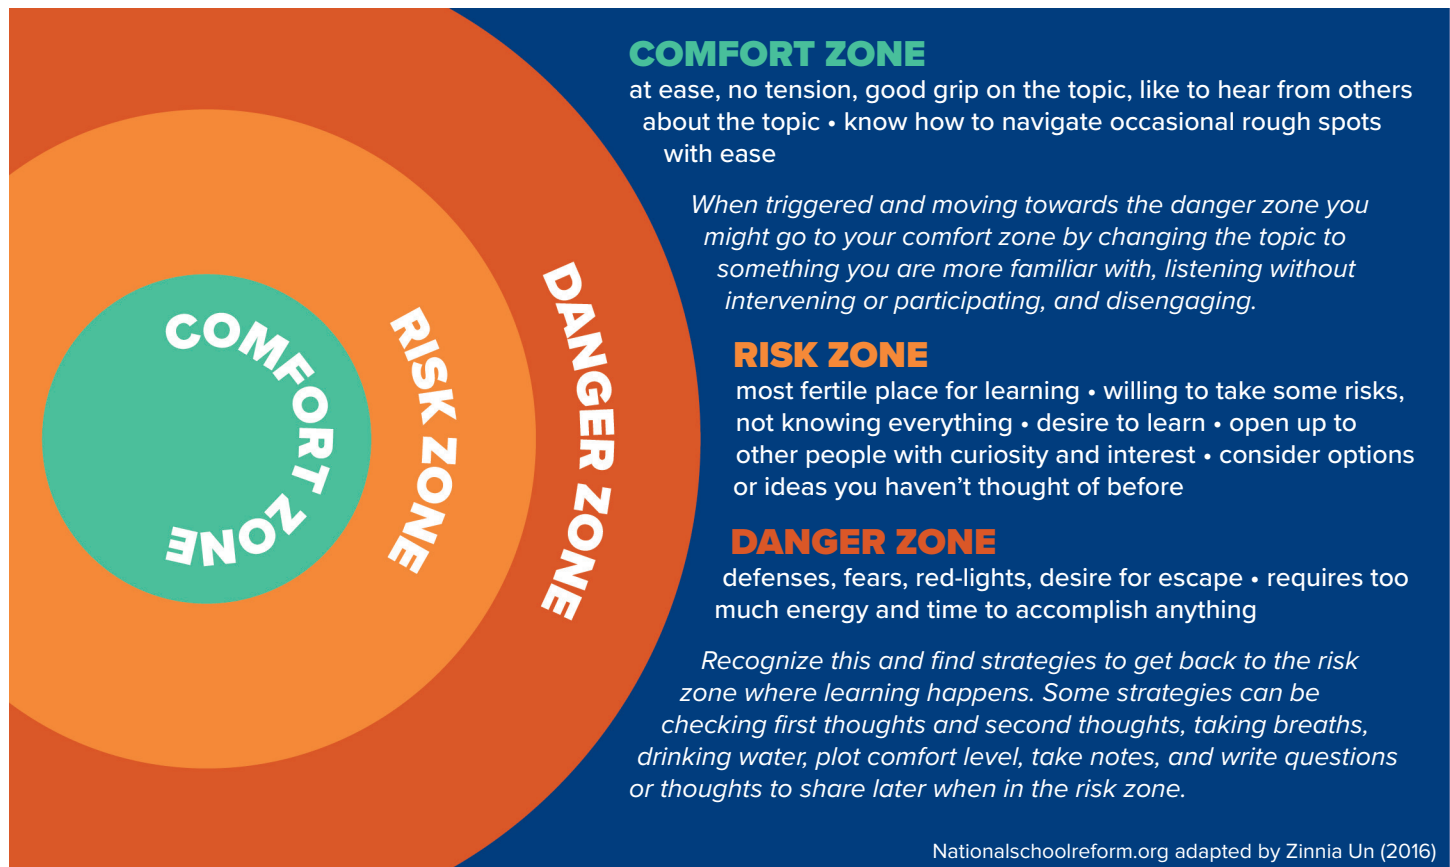 COMFORT ZONE
RISK ZONE
DANGER ZONE
COMFORT ZONE
at ease, no tension, good grip on the topic, like to hear from others
about the topic • know how to navigate occasional rough spots
with ease
When triggered and moving towards the danger zone you
might go to your comfort zone by changing the topic to
something you are more familiar with, listening without
intervening or participating, and disengaging.
RISK ZONE
most fertile place for learning • willing to take some risks,
not knowing everything • desire to learn • open up to
other people with curiosity and interest • consider options
or ideas you haven’t thought of before
DANGER ZONE
defenses, fears, red-lights, desire for escape • requires too
much energy and time to accomplish anything
Recognize this and find strategies to get back to the risk
zone where learning happens. Some strategies can be
checking first thoughts and second thoughts, taking breaths,
drinking water, plot comfort level, take notes, and write questions
or thoughts to share later when in the risk zone.
Nationalschoolreform.org adapted by Zinnia Un (2016)